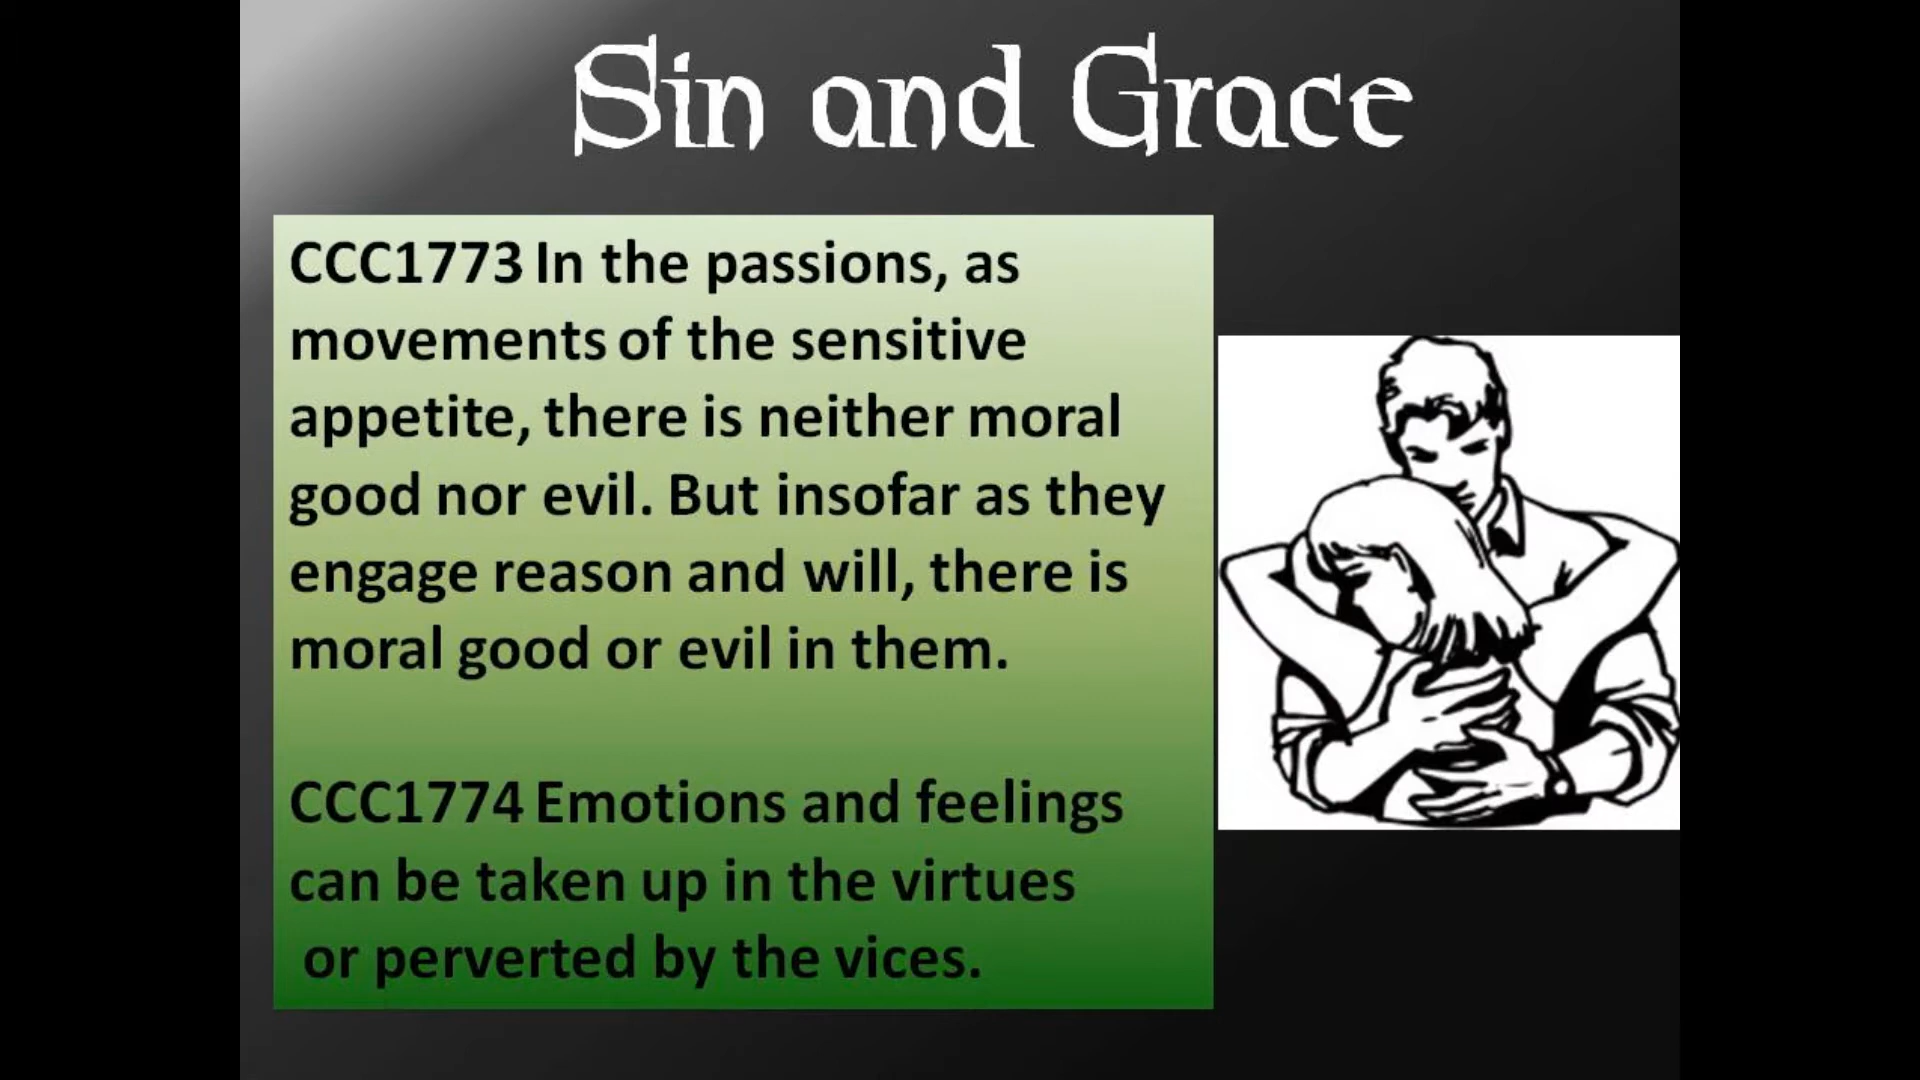 Sin and Grace
CCC1773 In the passions, as
movements of the sensitive
appetite, there is neither moral
good nor evil. But insofar as they
engage reason and will, there is
moral good or evil in them.
CCC1774 Emotions and feelings
can be taken up in the virtues
or perverted by the vices.